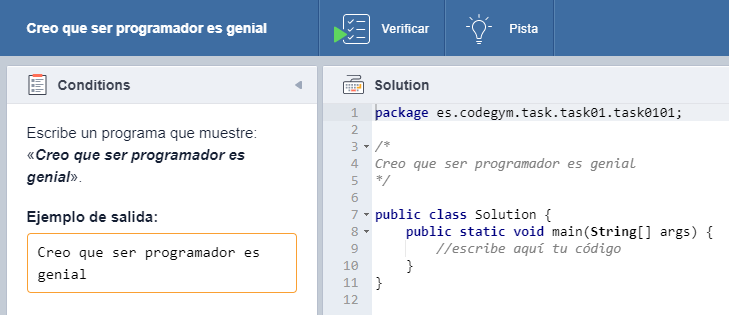 Creo que ser programador es genial
Verificar
Pista
Conditions
Escribe un programa que muestre:
«Creo que ser programador es
genial».
Ejemplo de salida:
Creo que ser programador es
genial
Solution
1 package es.codegym.task.task01.task0101;
2
3 /*
4 Creo que ser programador es genial
5 */
6
7 public class Solution {
8     public static void main(String[] args) {
9         //escribe aquí tu código
10     }
11 }
12